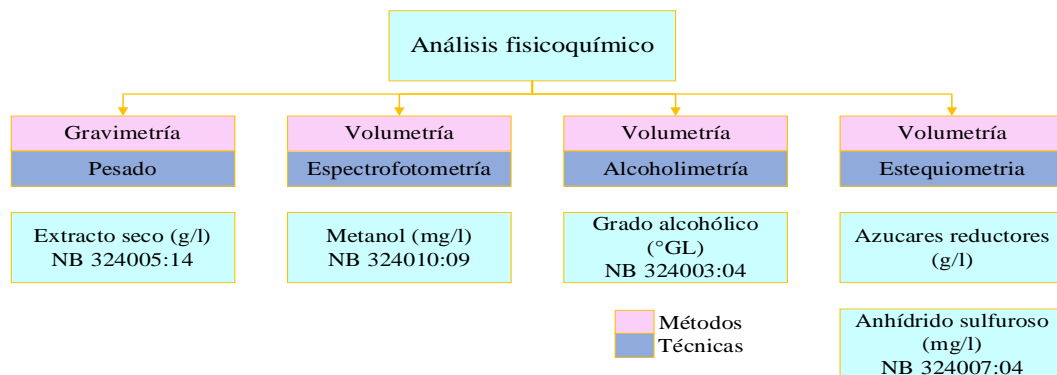 Análisis fisicoquímico
Gravimetría
Pesado
Extracto seco (g/l)
NB 324005:14
Volumetría
Espectrofotometría
Metanol (mg/l)
NB 324010:09
Volumetría
Alcoholimetría
Grado alcohólico
(°GL)
NB 324003:04
Volumetría
Estequiometria
Azucares reductores
(g/l)
Anhídrido sulfuroso
(mg/l)
NB 324007:04
Métodos
Técnicas